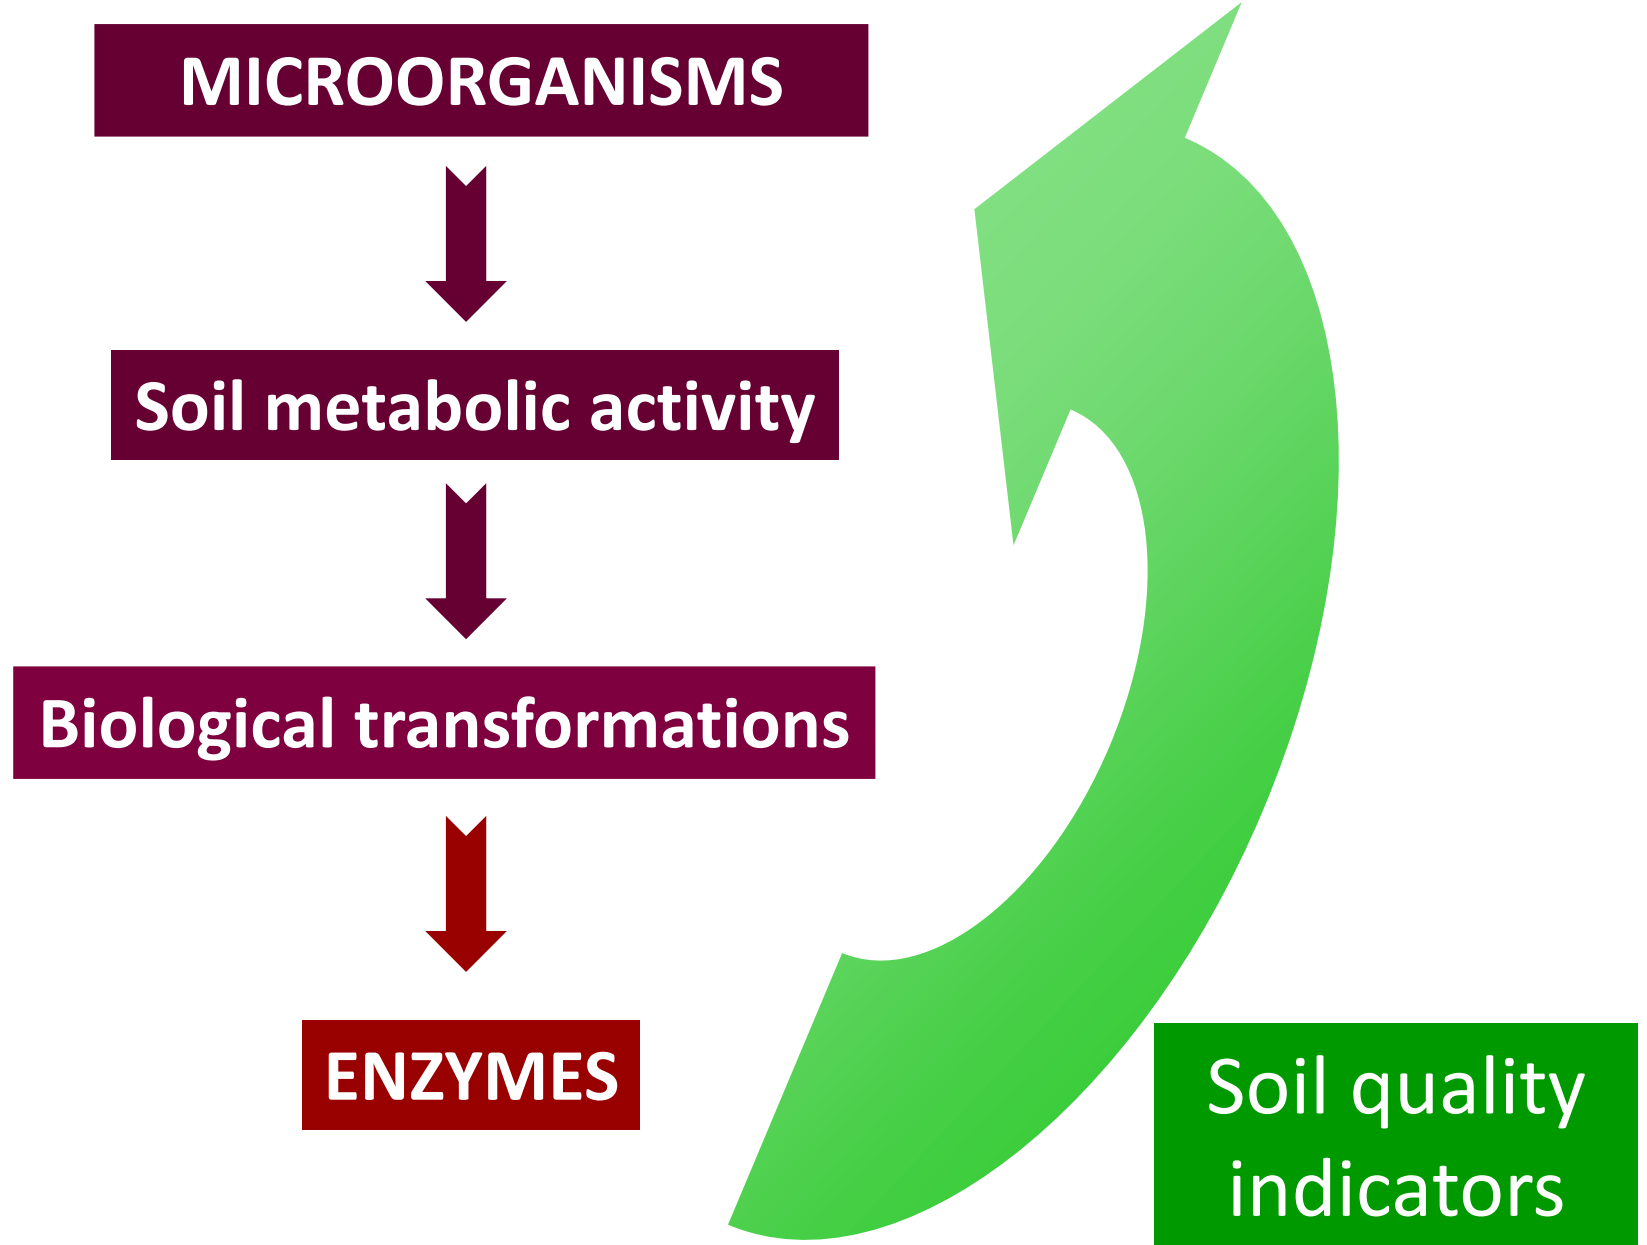 MICROORGANISMS
Soil metabolic activity
Biological transformations
ENZYMES
Soil quality
indicators